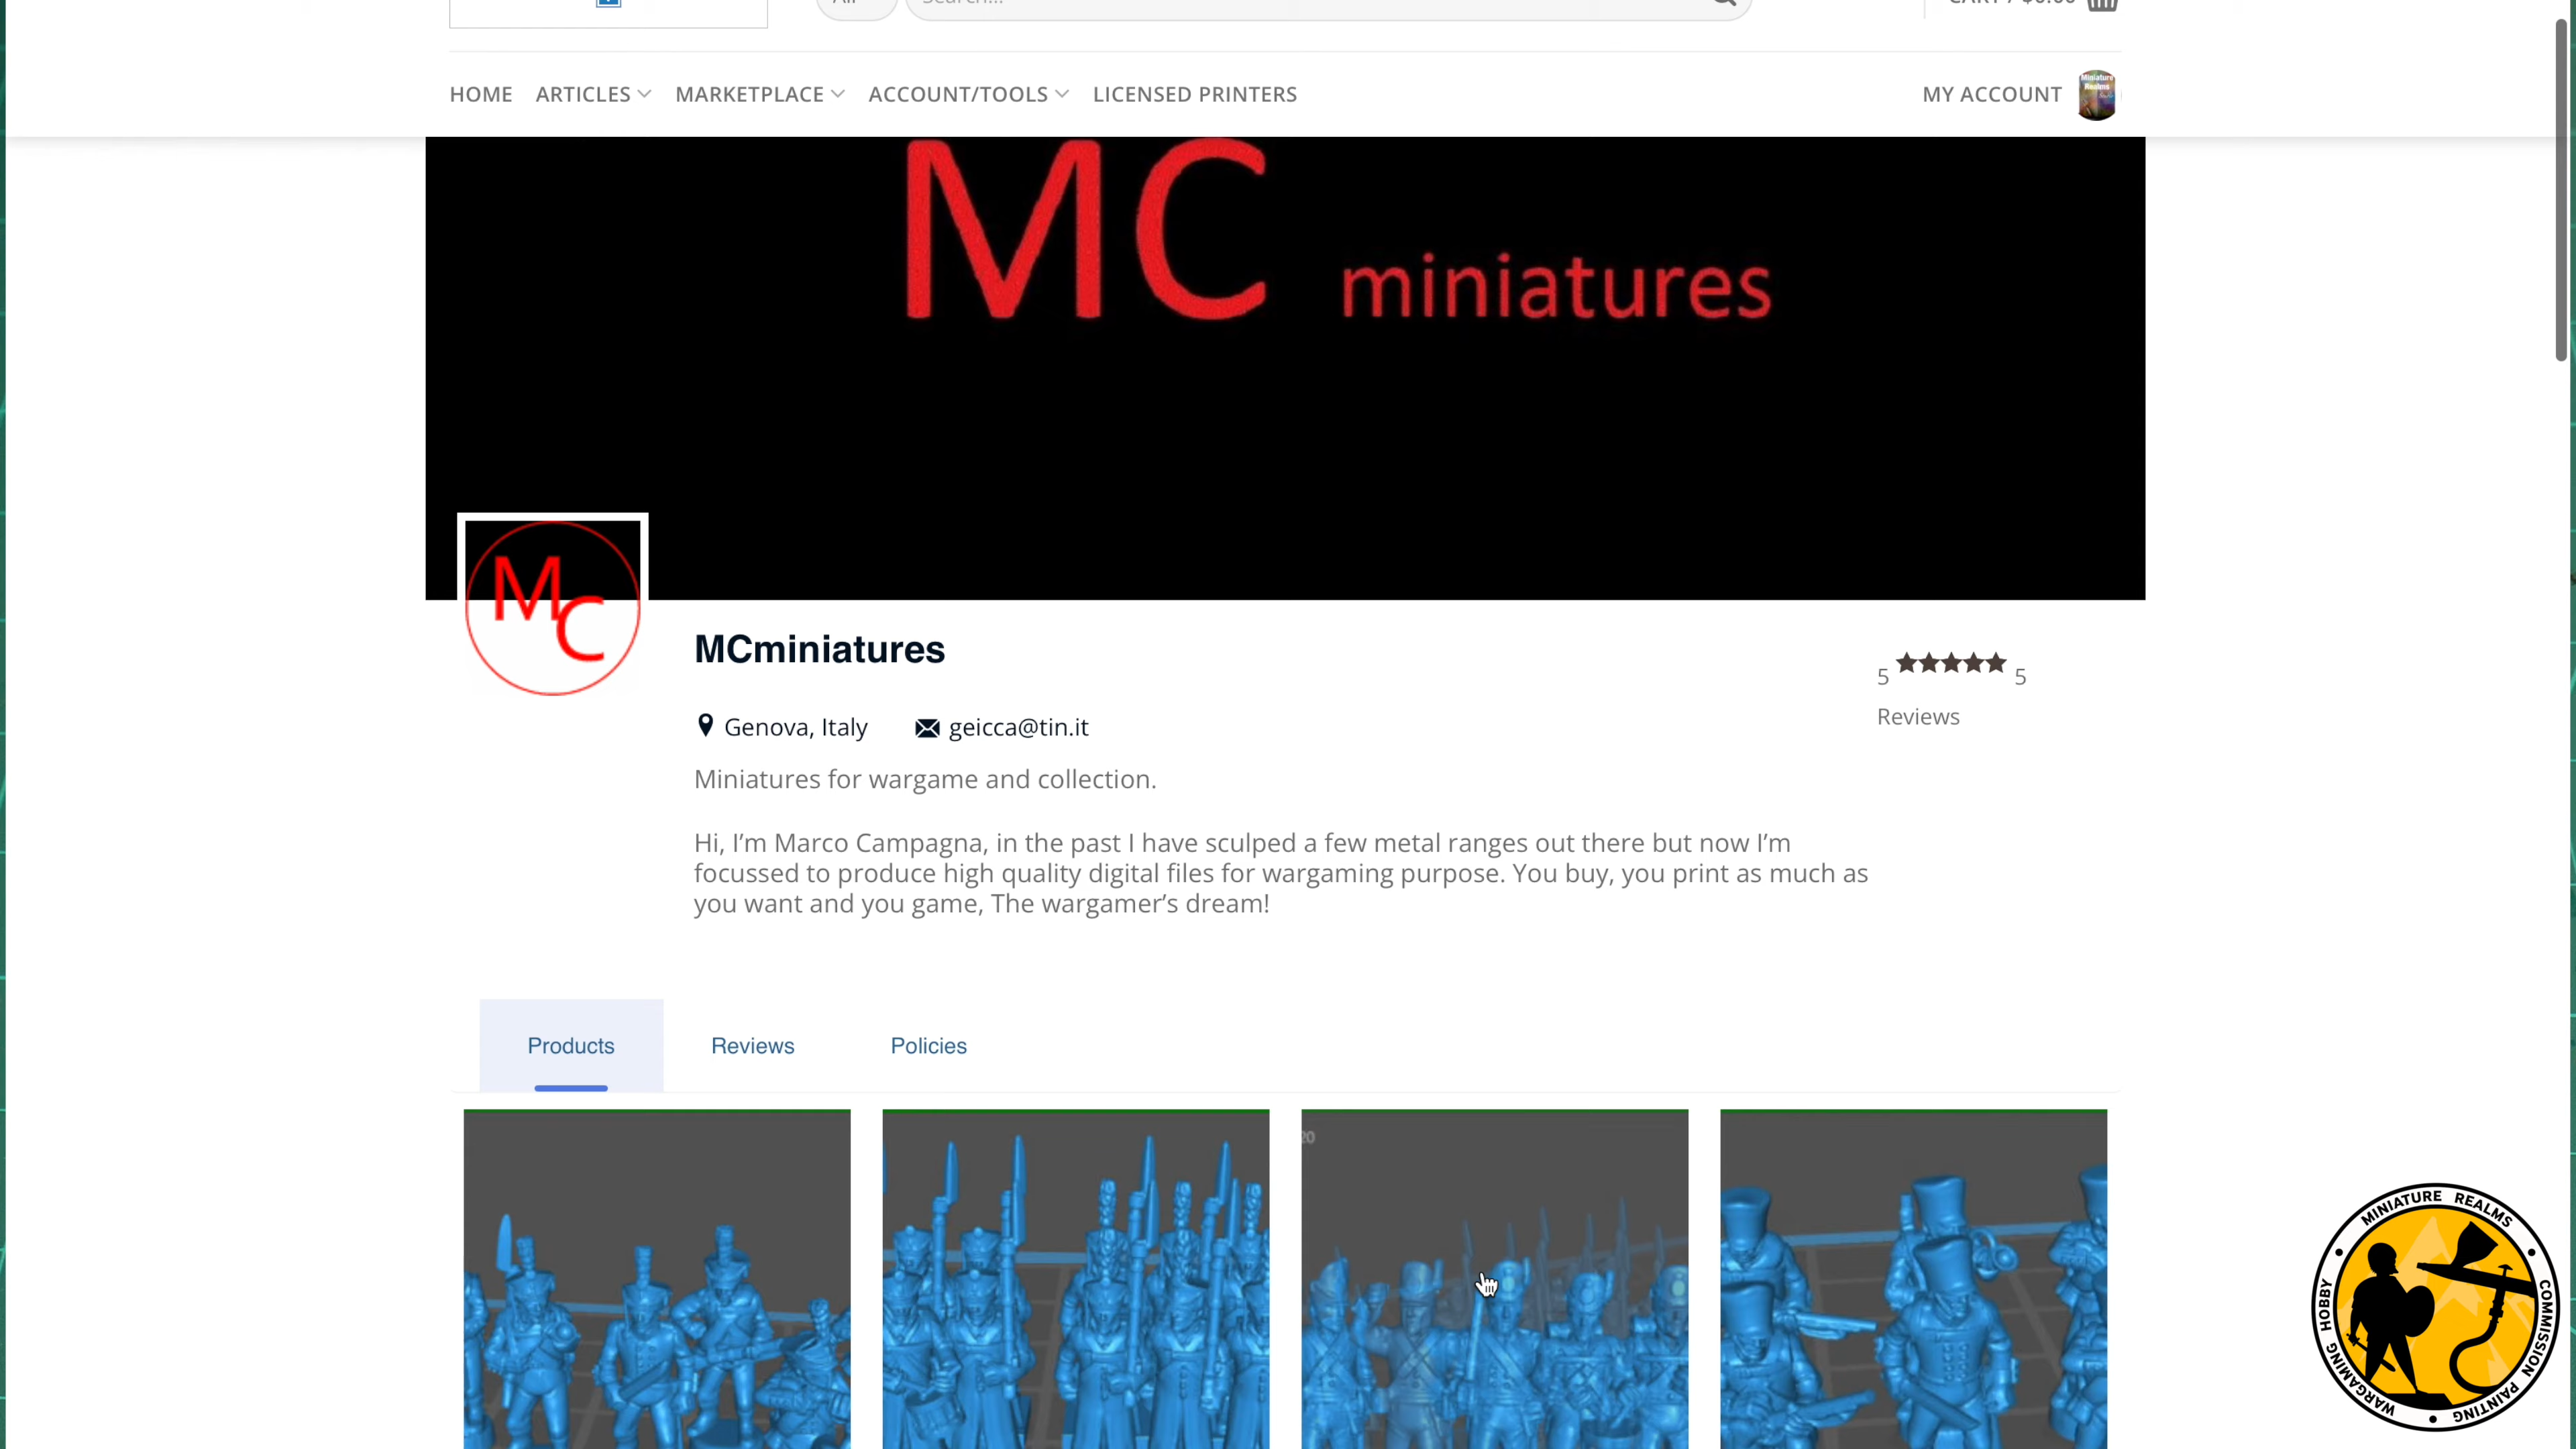 HOME ARTICLES MARKETPLACE ACCOUNT/TOOLS LICENSED PRINTERS MY ACCOUNT
Miniature
Realms
MC miniatures
MC
MCminiatures
5 ★★★★★ 5
Reviews
Genova, Italy geicca@tin.it
Miniatures for wargame and collection.
Hi, I'm Marco Campagna, in the past I have sculped a few metal ranges out there but now I'm
focussed to produce high quality digital files for wargaming purpose. You buy, you print as much as
you want and you game, The wargamer's dream!
Products Reviews Policies
20
MINIATURE REALMS
COMMISSION PAINTING
WARGAMING HOBBY